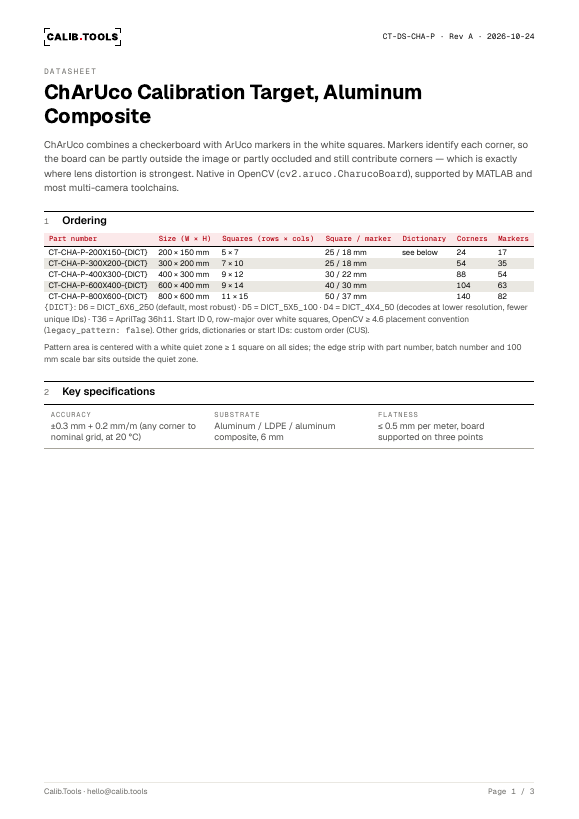 CALIB.TOOLS
CT-DS-CHA-P · Rev A · 2026-10-24
DATASHEET
ChArUco Calibration Target, Aluminum
Composite
ChArUco combines a checkerboard with ArUco markers in the white squares. Markers identify each corner, so
the board can be partly outside the image or partly occluded and still contribute corners — which is exactly
where lens distortion is strongest. Native in OpenCV (cv2.aruco.CharucoBoard), supported by MATLAB and
most multi-camera toolchains.
1 Ordering
Part number Size (W × H) Squares (rows × cols) Square / marker Dictionary Corners Markers
CT-CHA-P-200X150-{DICT} 200 × 150 mm 5 × 7 25 / 18 mm see below 24 17
CT-CHA-P-300X200-{DICT} 300 × 200 mm 7 × 10 25 / 18 mm 54 35
CT-CHA-P-400X300-{DICT} 400 × 300 mm 9 × 12 30 / 22 mm 88 54
CT-CHA-P-600X400-{DICT} 600 × 400 mm 9 × 14 40 / 30 mm 104 63
CT-CHA-P-800X600-{DICT} 800 × 600 mm 11 × 15 50 / 37 mm 140 82
{DICT}: D6 = DICT_6X6_250 (default, most robust) · D5 = DICT_5X5_100 · D4 = DICT_4X4_50 (decodes at lower resolution, fewer
unique IDs) · T36 = AprilTag 36h11. Start ID 0, row-major over white squares, OpenCV ≥ 4.6 placement convention
(legacy_pattern: false). Other grids, dictionaries or start IDs: custom order (CUS).
Pattern area is centered with a white quiet zone ≥ 1 square on all sides; the edge strip with part number, batch number and 100
mm scale bar sits outside the quiet zone.
2 Key specifications
ACCURACY SUBSTRATE FLATNESS
±0.3 mm + 0.2 mm/m (any corner to Aluminum / LDPE / aluminum ≤ 0.5 mm per meter, board
nominal grid, at 20 °C) composite, 6 mm supported on three points
Calib.Tools · hello@calib.tools Page 1 / 3